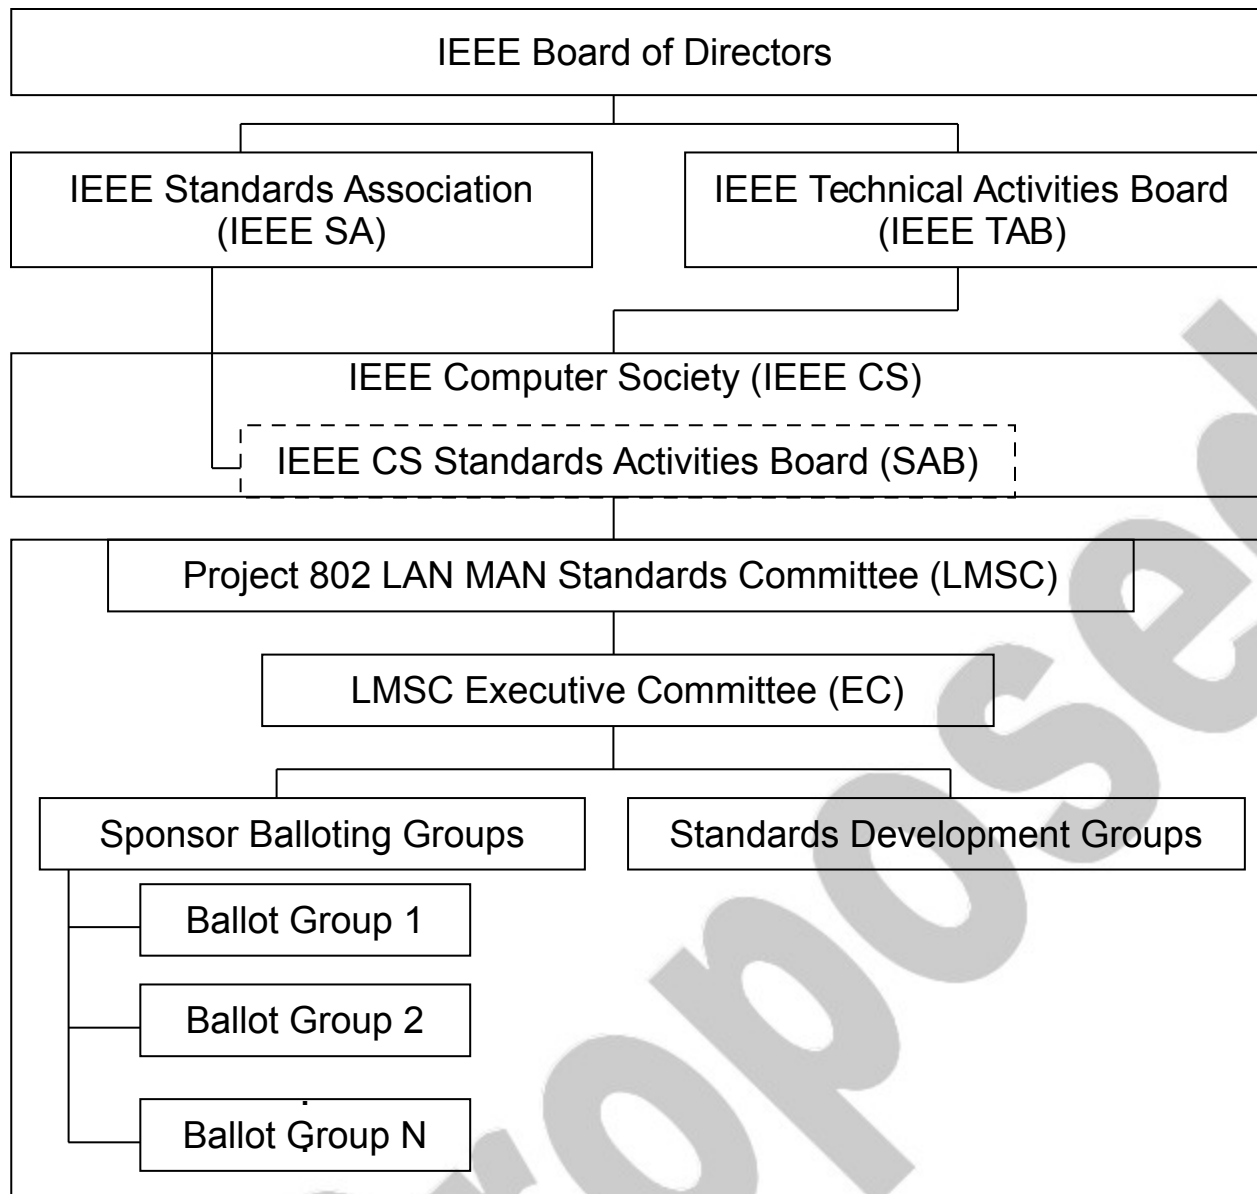 IEEE Board of Directors
IEEE Standards Association
(IEEE SA)
IEEE Technical Activities Board
(IEEE TAB)
IEEE Computer Society (IEEE CS)
IEEE CS Standards Activities Board (SAB)
Project 802 LAN MAN Standards Committee (LMSC)
LMSC Executive Committee (EC)
Sponsor Balloting Groups
Standards Development Groups
Ballot Group 1
Ballot Group 2
Ballot Group N
roposed